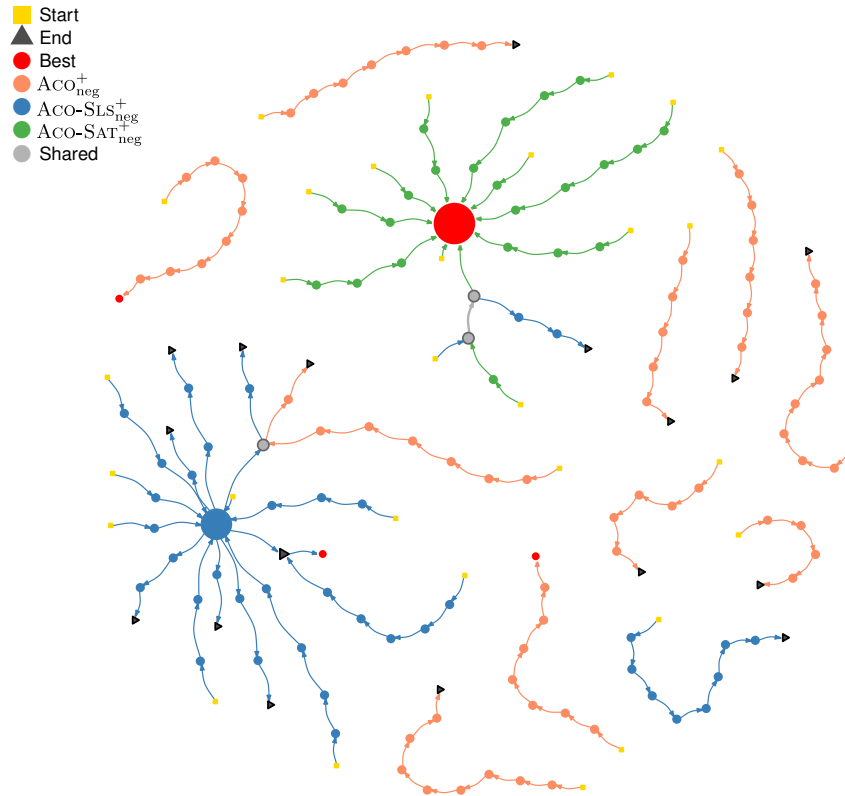 Start
End
Best
ACO⁺neg
ACO-SLS⁺neg
ACO-SAT⁺neg
Shared